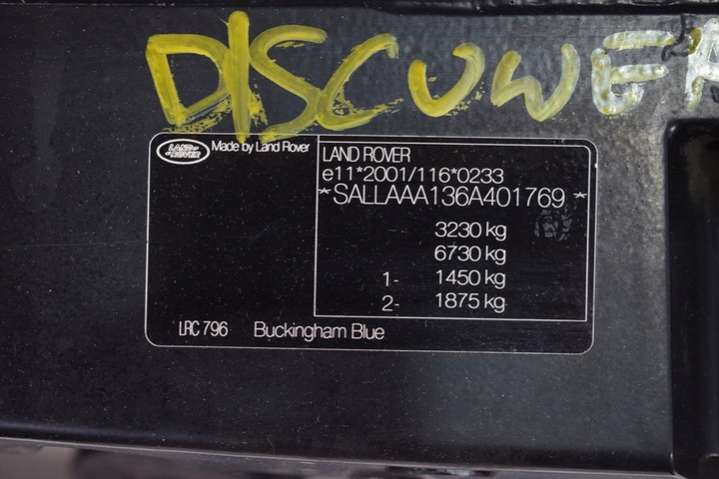 DISCOWER
LAND ROVER
Made by Land Rover
LAND ROVER
e11*2001/116*0233
*SALLAAA136A401769*
3230 kg
6730 kg
1- 1450 kg
2- 1875 kg
LRC 796 Buckingham Blue